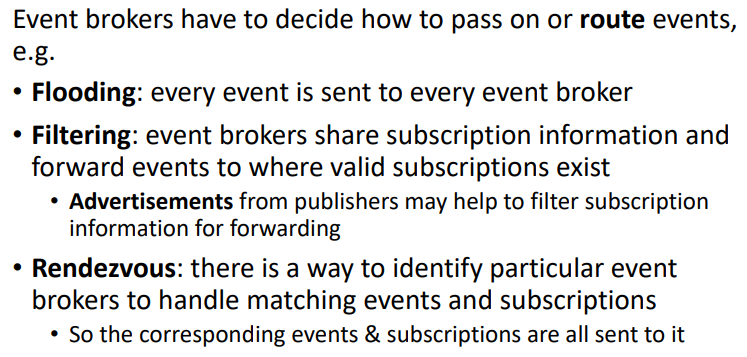 Event brokers have to decide how to pass on or route events,
e.g.
• Flooding: every event is sent to every event broker
• Filtering: event brokers share subscription information and
forward events to where valid subscriptions exist
• Advertisements from publishers may help to filter subscription
information for forwarding
• Rendezvous: there is a way to identify particular event
brokers to handle matching events and subscriptions
• So the corresponding events & subscriptions are all sent to it